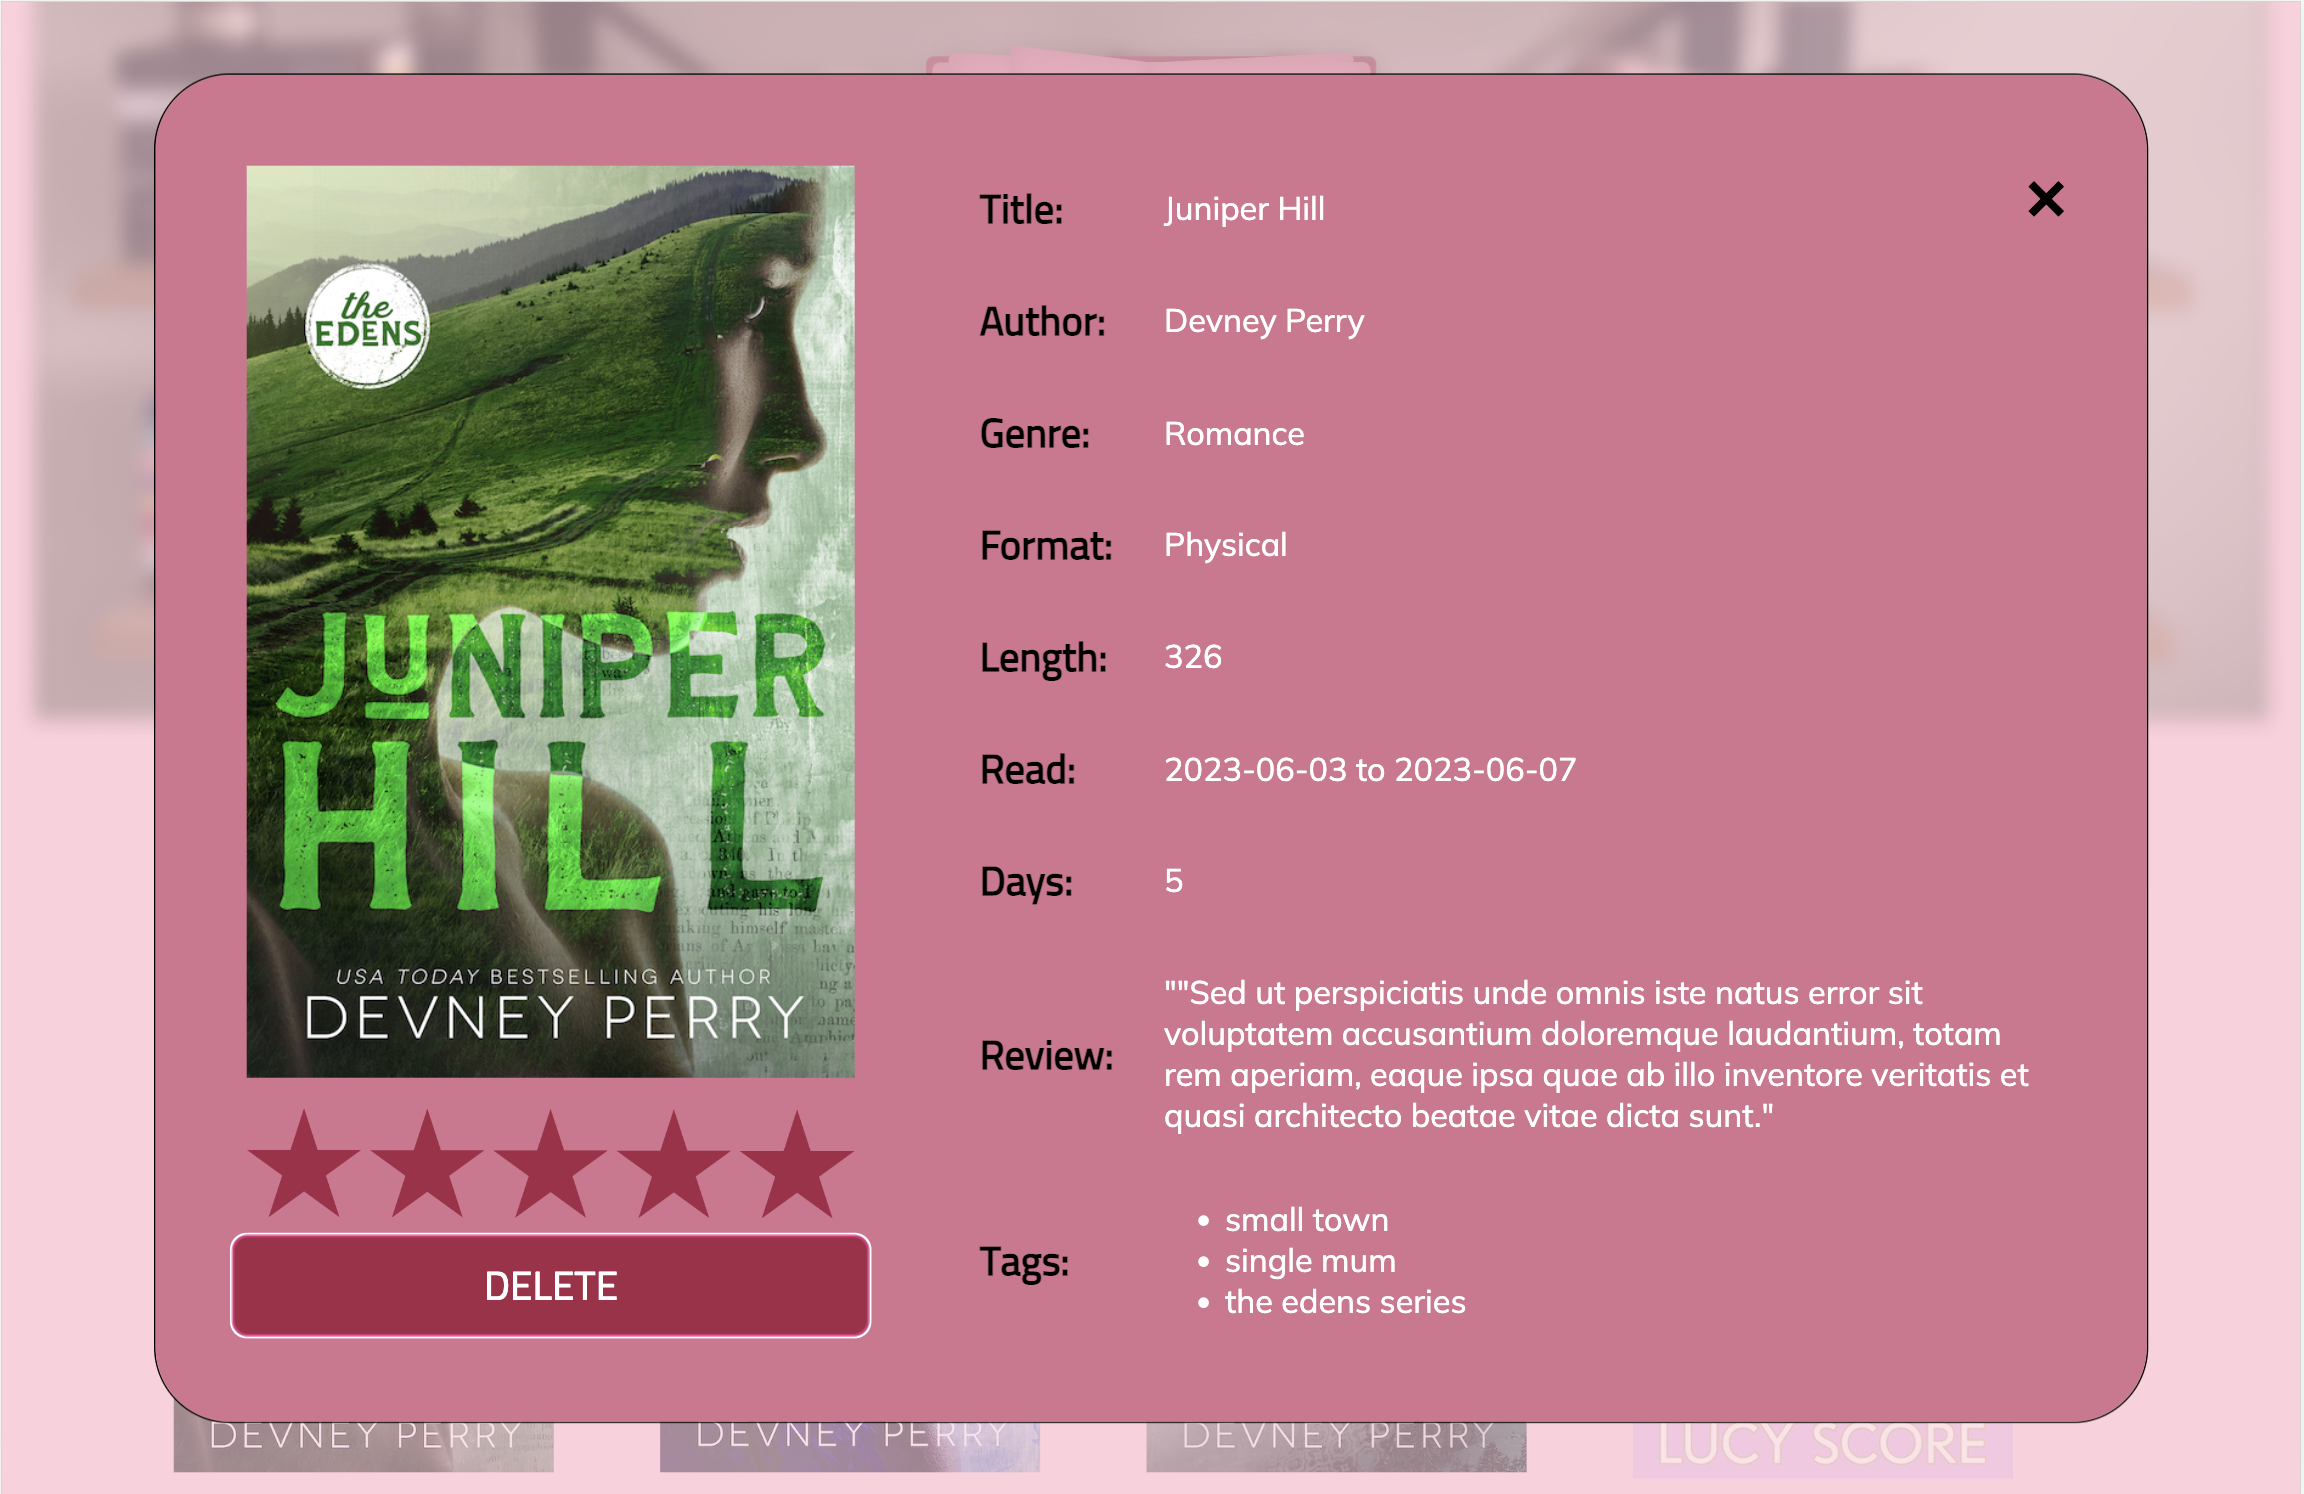 the
EDENS
JUNIPER
HILL
USA TODAY BESTSELLING AUTHOR
DEVNEY PERRY
DELETE
Title: Juniper Hill
Author: Devney Perry
Genre: Romance
Format: Physical
Length: 326
Read: 2023-06-03 to 2023-06-07
Days: 5
Review:
""Sed ut perspiciatis unde omnis iste natus error sit
voluptatem accusantium doloremque laudantium, totam
rem aperiam, eaque ipsa quae ab illo inventore veritatis et
quasi architecto beatae vitae dicta sunt."
Tags:
• small town
• single mum
• the edens series
DEVNEY PERRY
DEVNEY PERRY
DEVNEY PERRY
LUCY SCORE